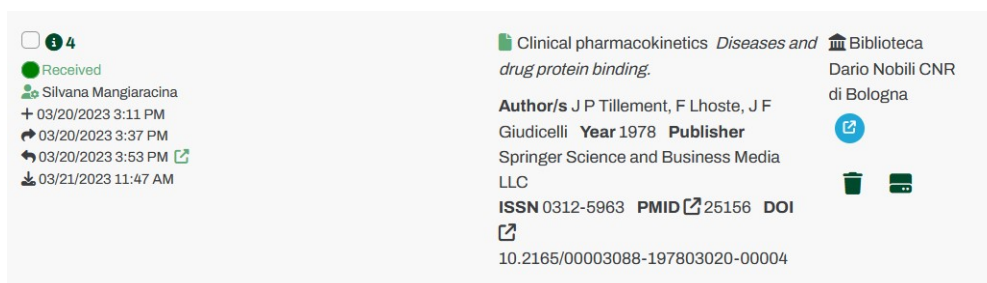 4
Received
Silvana Mangiaracina
03/20/2023 3:11 PM
03/20/2023 3:37 PM
03/20/2023 3:53 PM
03/21/2023 11:47 AM
Clinical pharmacokinetics Diseases and
drug protein binding.
Author/s J P Tillement, F Lhoste, J F
Giudicelli Year 1978 Publisher
Springer Science and Business Media
LLC
ISSN 0312-5963 PMID 25156 DOI
10.2165/00003088-197803020-00004
Biblioteca
Dario Nobili CNR
di Bologna